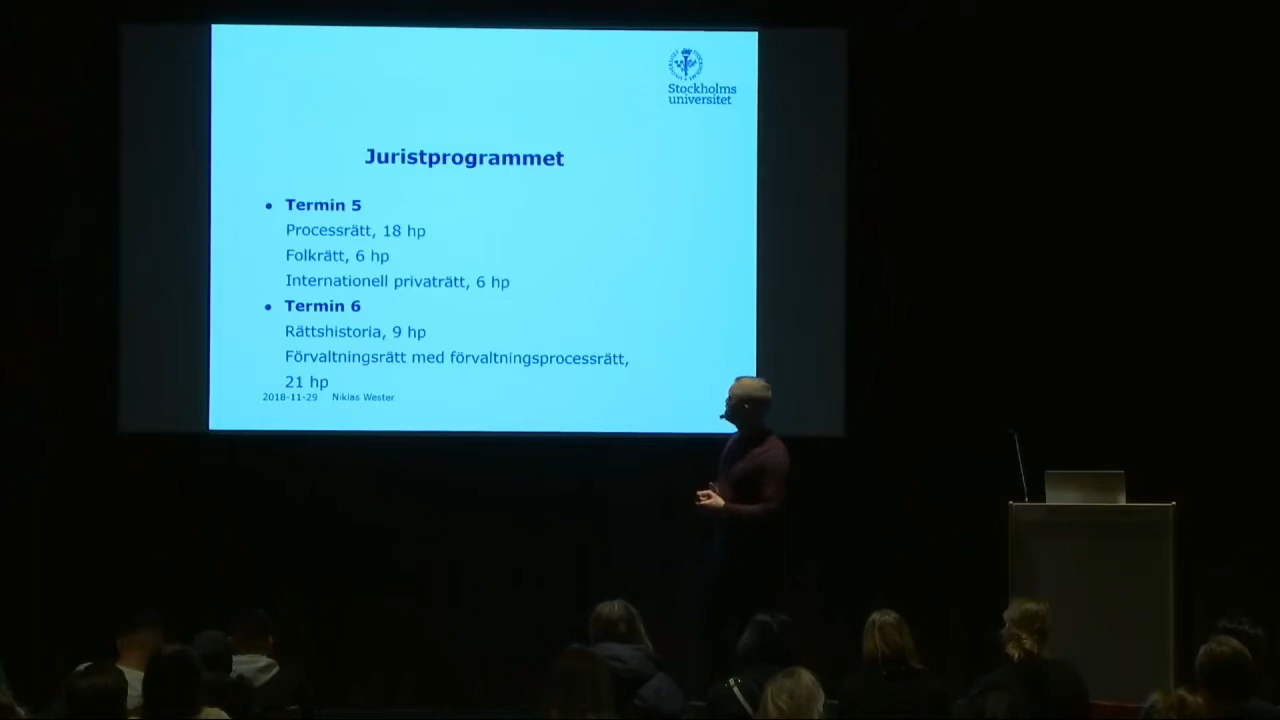 Stockholms
universitet
Juristprogrammet
• Termin 5
Processrätt, 18 hp
Folkrätt, 6 hp
Internationell privaträtt, 6 hp
• Termin 6
Rättshistoria, 9 hp
Förvaltningsrätt med förvaltningsprocessrätt,
21 hp
2018-11-29 Niklas Wester